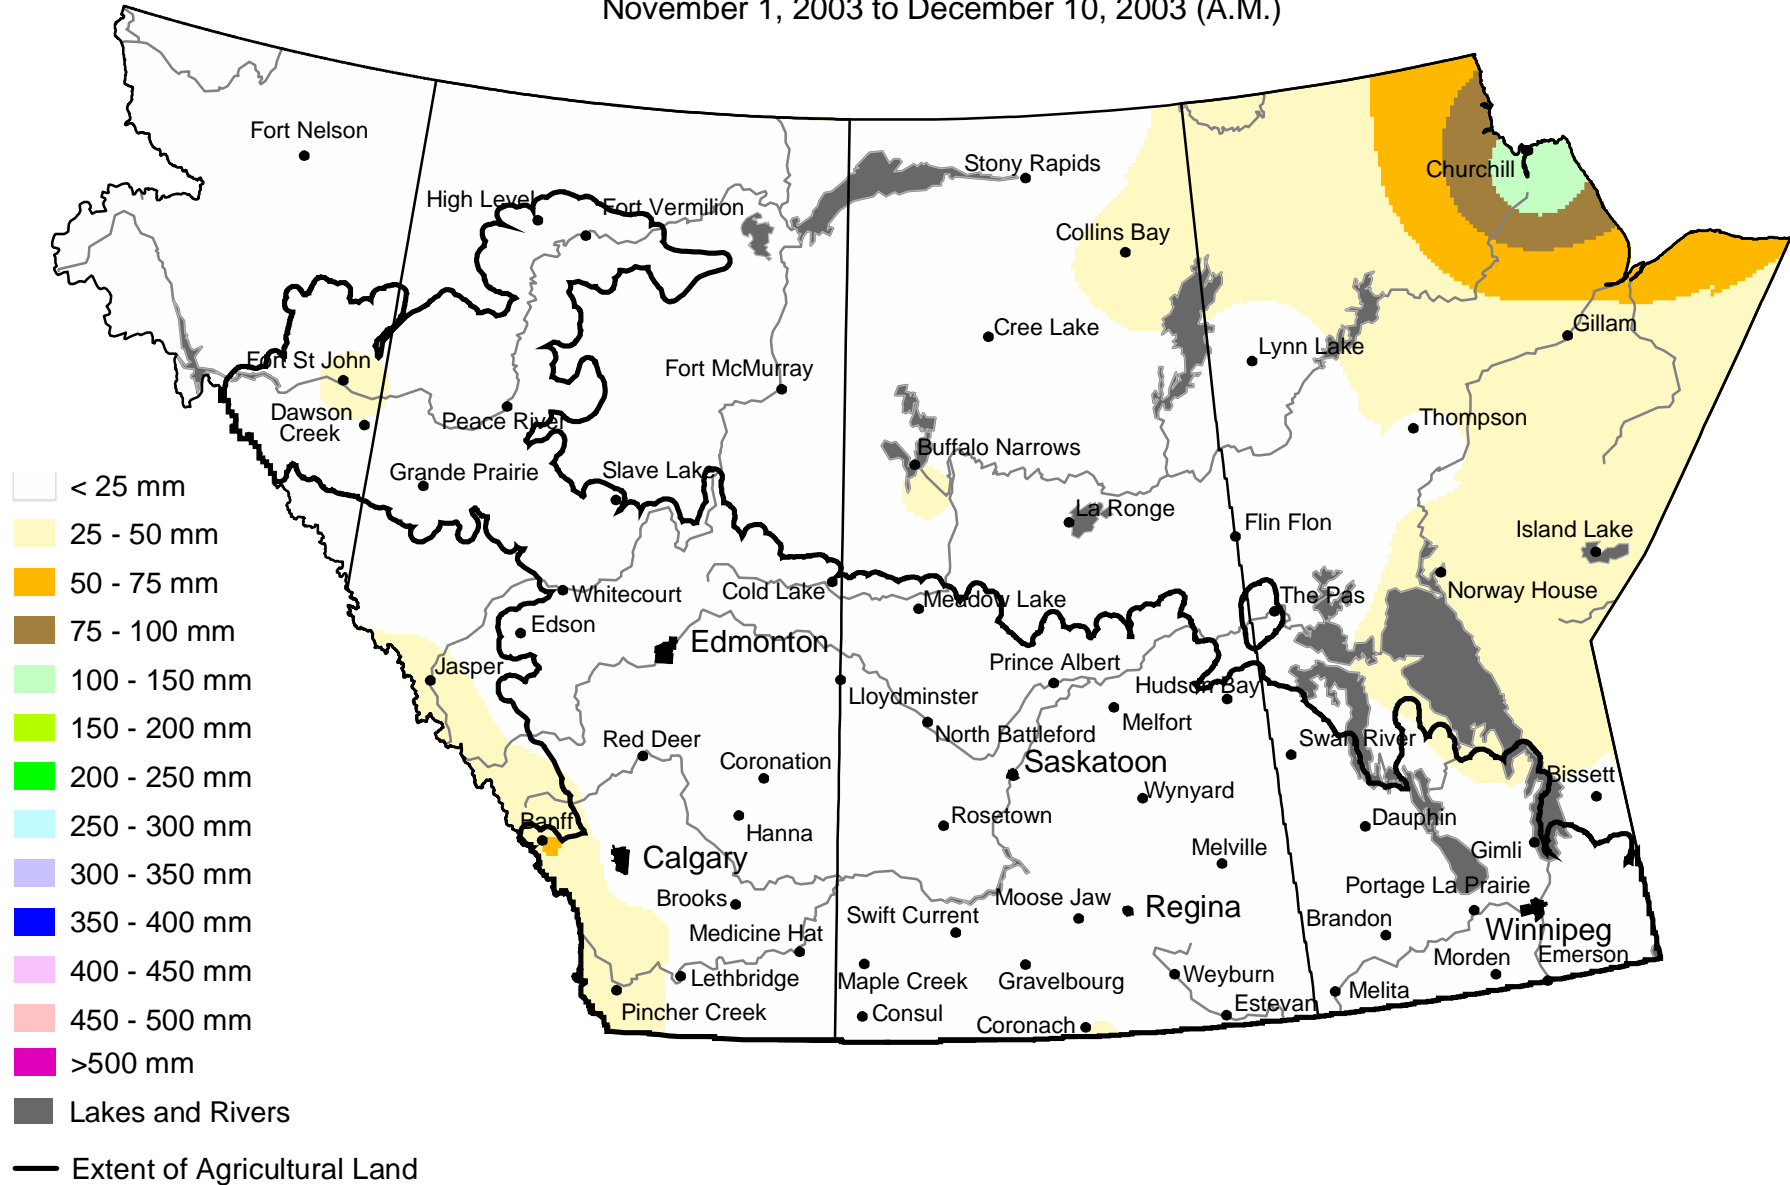 November 1, 2003 to December 10, 2003 (A.M.)
Fort Nelson
Stony Rapids
Churchill
High Level
Fort Vermilion
Collins Bay
Gillam
Cree Lake
Lynn Lake
Fort St John
Fort McMurray
Dawson
Creek
Peace River
Thompson
Buffalo Narrows
Grande Prairie
Slave Lake
La Ronge
Flin Flon
Island Lake
Whitecourt
Cold Lake
Meadow Lake
The Pas
Norway House
Edson
Edmonton
Jasper
Prince Albert
Hudson Bay
Lloydminster
Melfort
North Battleford
Red Deer
Swan River
Coronation
Saskatoon
Bissett
Wynyard
Banff
Hanna
Rosetown
Dauphin
Calgary
Melville
Gimli
Brooks
Moose Jaw
Portage La Prairie
Swift Current
Regina
Brandon
Winnipeg
Medicine Hat
Lethbridge
Maple Creek
Gravelbourg
Weyburn
Morden
Emerson
Pincher Creek
Consul
Coronach
Estevan
Melita
< 25 mm
25 - 50 mm
50 - 75 mm
75 - 100 mm
100 - 150 mm
150 - 200 mm
200 - 250 mm
250 - 300 mm
300 - 350 mm
350 - 400 mm
400 - 450 mm
450 - 500 mm
>500 mm
Lakes and Rivers
Extent of Agricultural Land